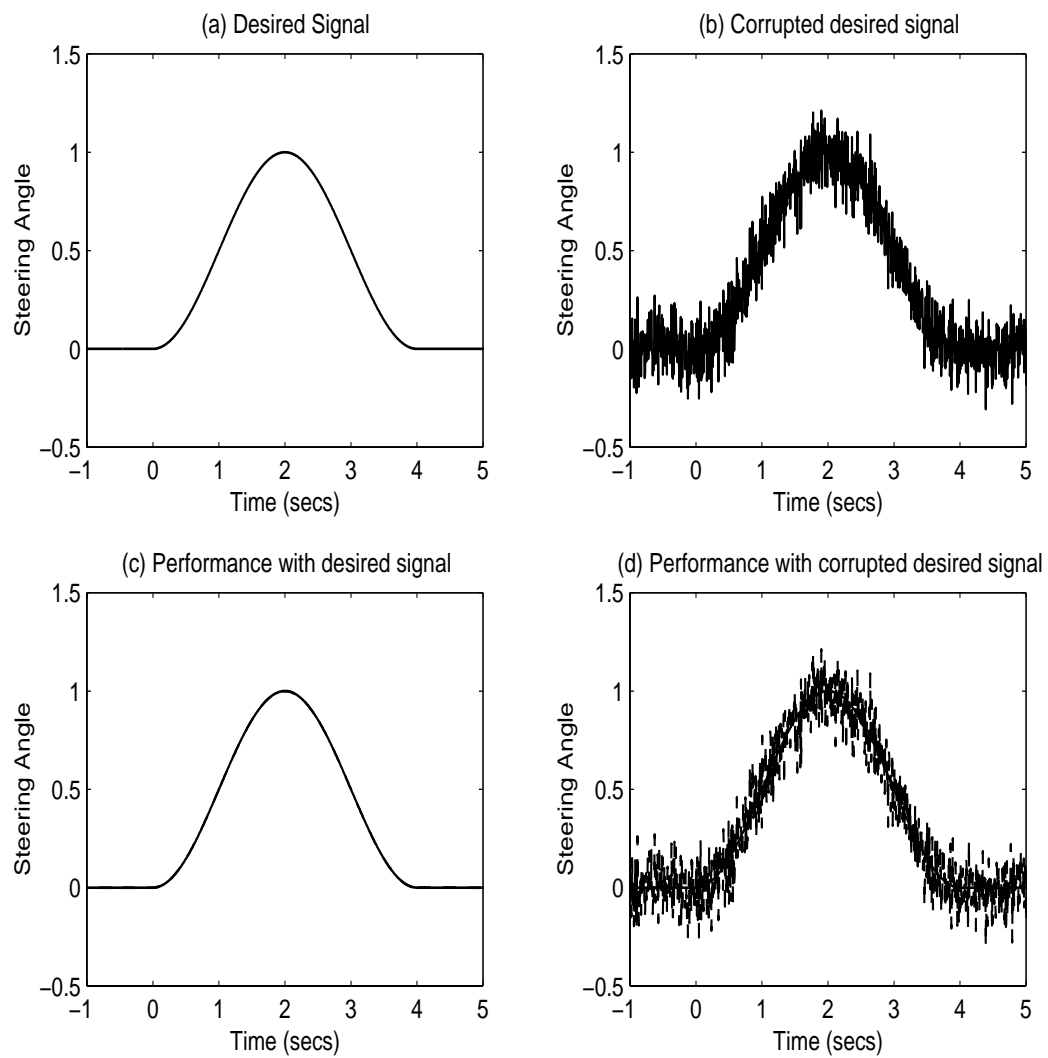 (a) Desired Signal
1.5
1
0.5
0
−0.5
−1 0 1 2 3 4 5
Steering Angle
Time (secs)
(b) Corrupted desired signal
1.5
1
0.5
0
−0.5
−1 0 1 2 3 4 5
Steering Angle
Time (secs)
(c) Performance with desired signal
1.5
1
0.5
0
−0.5
−1 0 1 2 3 4 5
Steering Angle
Time (secs)
(d) Performance with corrupted desired signal
1.5
1
0.5
0
−0.5
−1 0 1 2 3 4 5
Steering Angle
Time (secs)